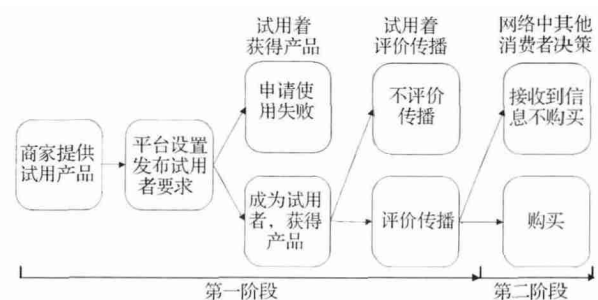 试用着
获得产品
试用着
评价传播
网络中其他
消费者决策
商家提供
试用产品
平台设置
发布试用
者要求
申请使
用失败
成为试用
者，获得
产品
不评价
传播
评价传播
接收到信
息不购买
购买
第一阶段
第二阶段